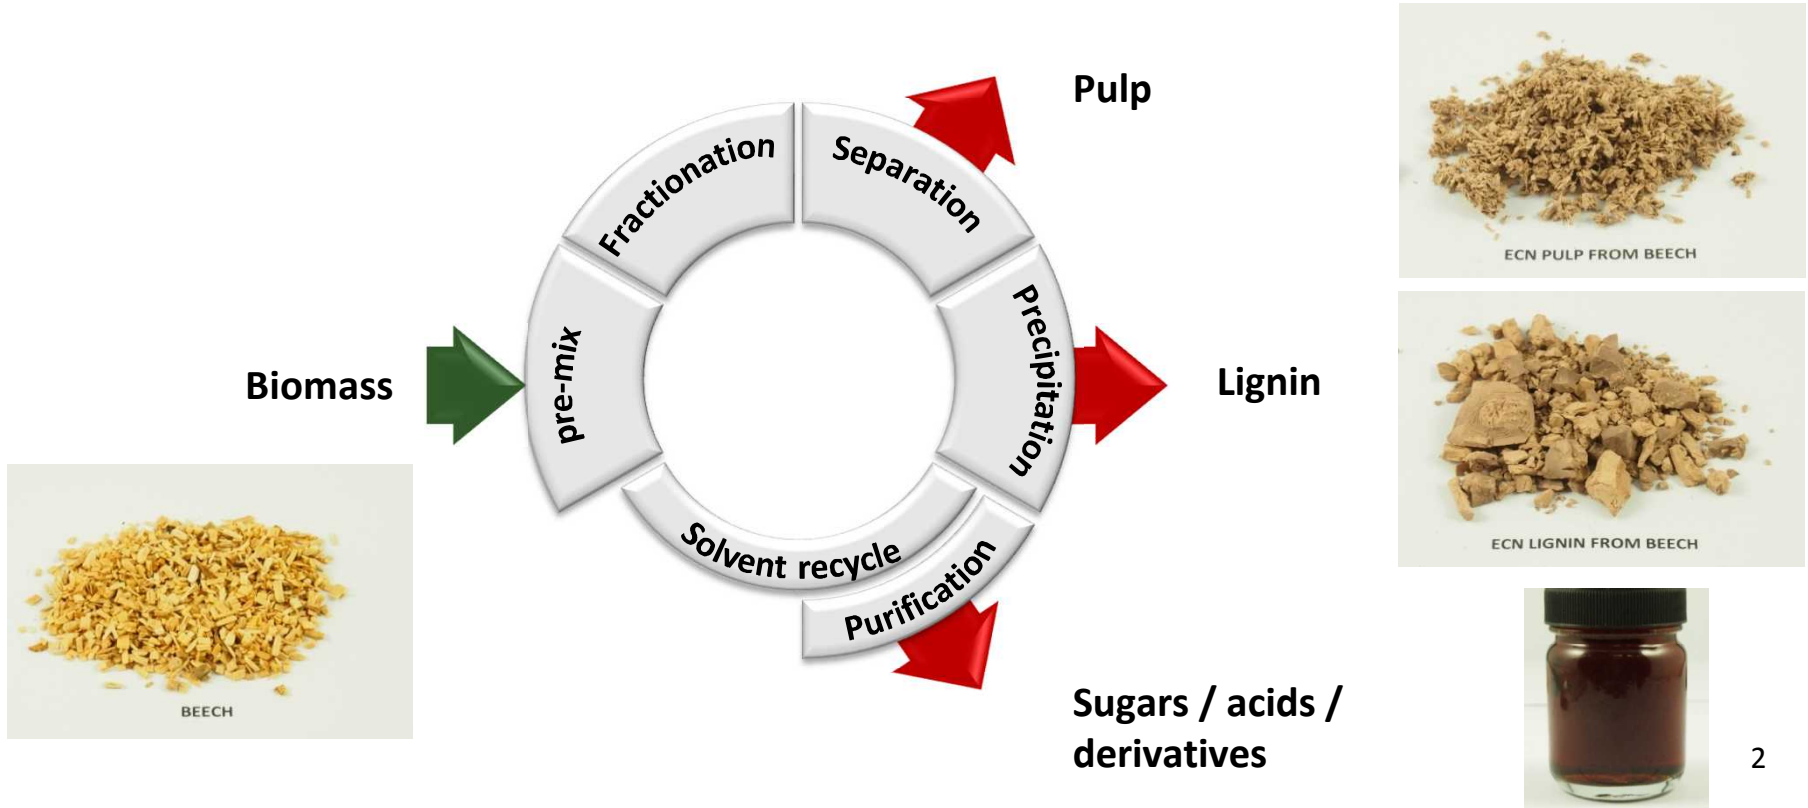 Pulp
Fractionation
Separation
ECN PULP FROM BEECH
pre-mix
Precipitation
Biomass
Lignin
Solvent recycle
Purification
ECN LIGNIN FROM BEECH
BEECH
Sugars / acids /
derivatives
2